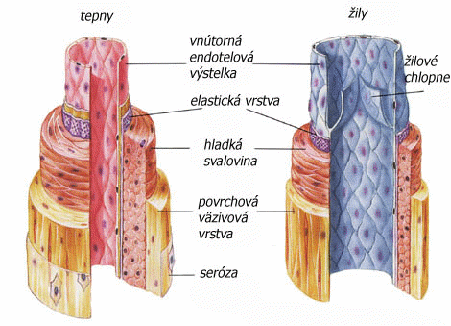 tepny
žily
vnútorná
endotelová
výstelka
žilové
chlopne
elastická vrstva
hladká
svalovina
povrchová
väzivová
vrstva
seróza